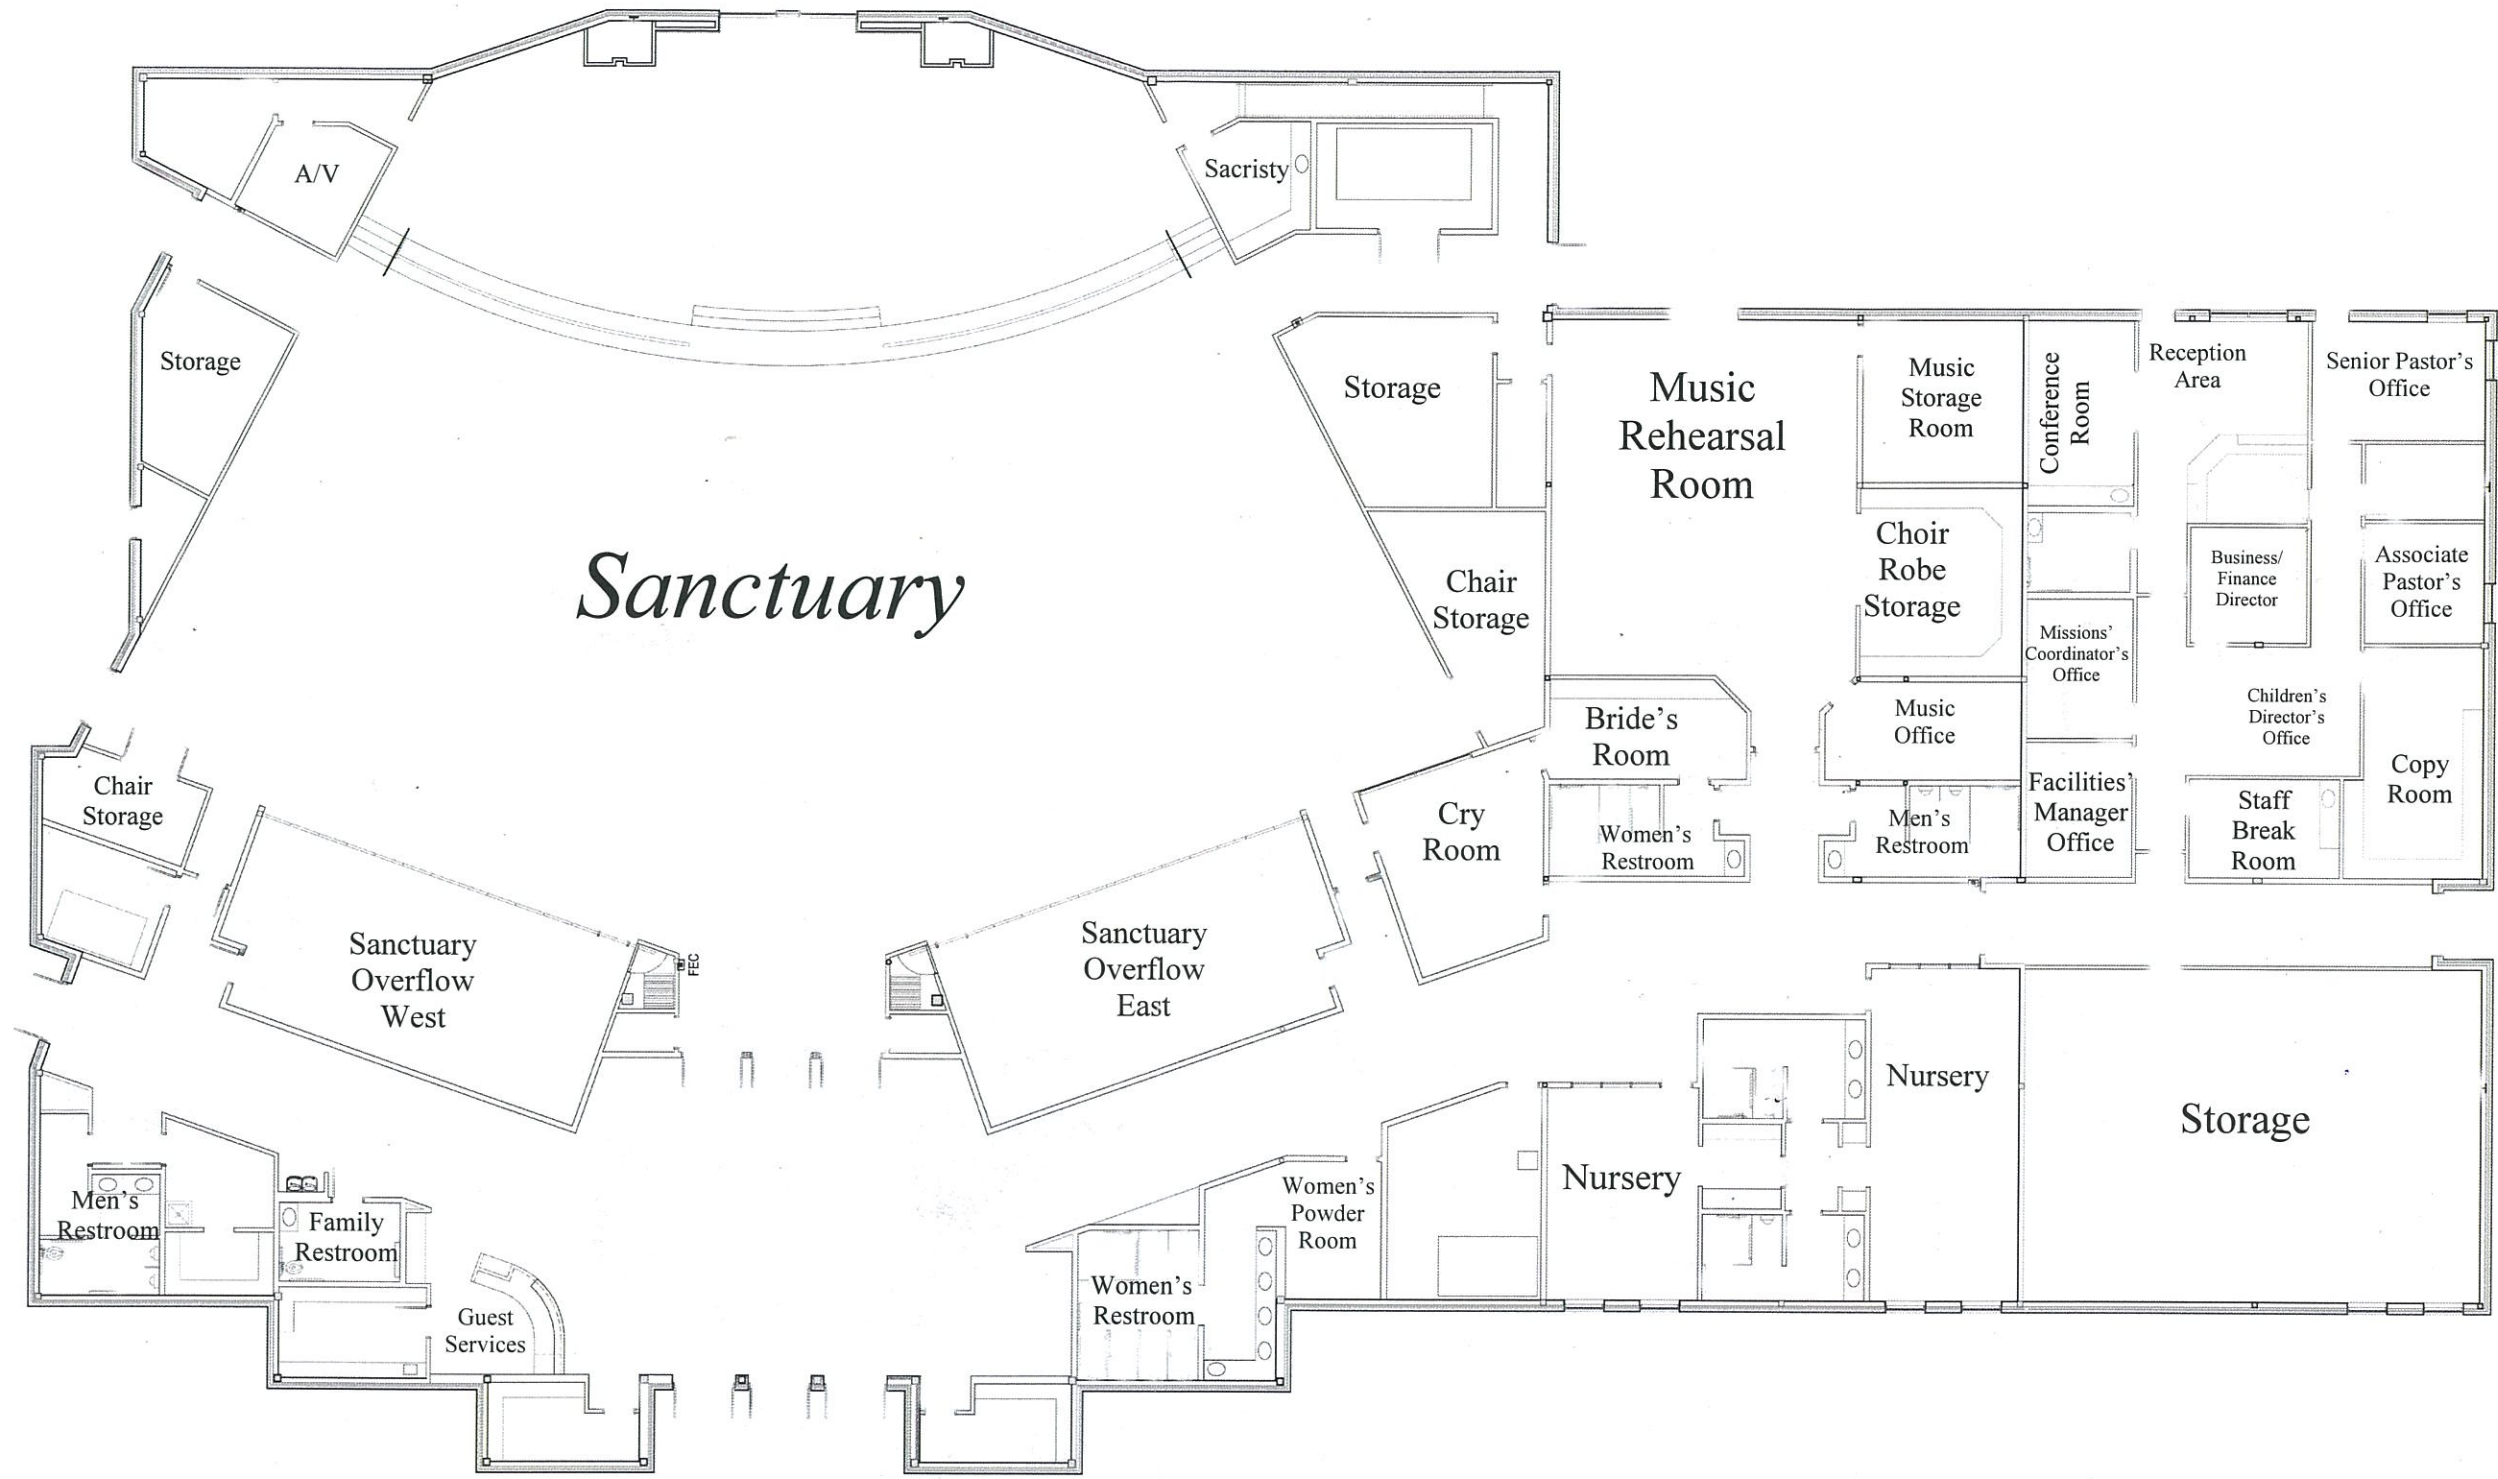 A/V
Sacristy
Storage
Storage
Music
Rehearsal
Room
Music
Storage
Room
Conference
Room
Reception
Area
Senior Pastor's
Office
Sanctuary
Chair
Storage
Choir
Robe
Storage
Business/
Finance
Director
Associate
Pastor's
Office
Missions'
Coordinator's
Office
Children's
Director's
Office
Bride's
Room
Music
Office
Copy
Room
Chair
Storage
Cry
Room
Women's
Restroom
Men's
Restroom
Facilities'
Manager
Office
Staff
Break
Room
Sanctuary
Overflow
West
FEC
Sanctuary
Overflow
East
Nursery
Storage
Nursery
Men's
Restroom
Family
Restroom
Women's
Powder
Room
Guest
Services
Women's
Restroom